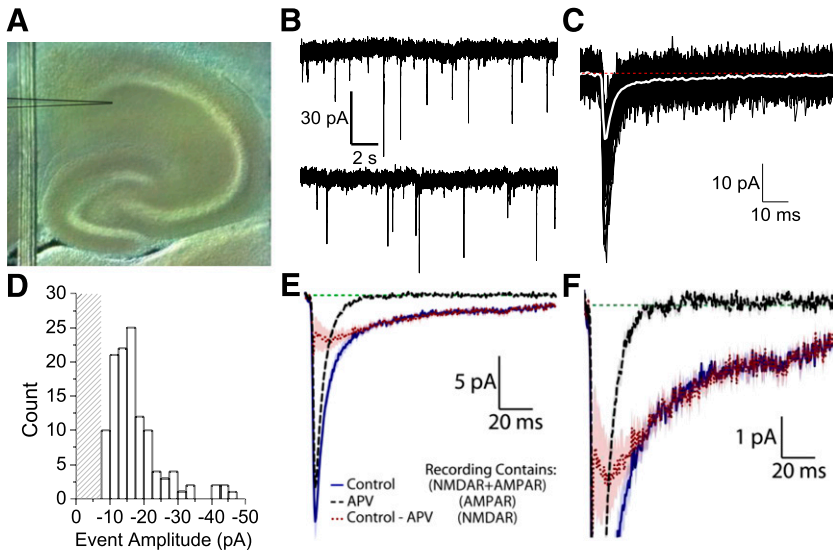 A
B
30 pA
2 s
C
10 pA
10 ms
D
Count
30
25
20
15
10
5
0
0 -10 -20 -30 -40 -50
Event Amplitude (pA)
E
5 pA
20 ms
Recording Contains:
Control (NMDAR+AMPAR)
APV (AMPAR)
Control - APV (NMDAR)
F
1 pA
20 ms